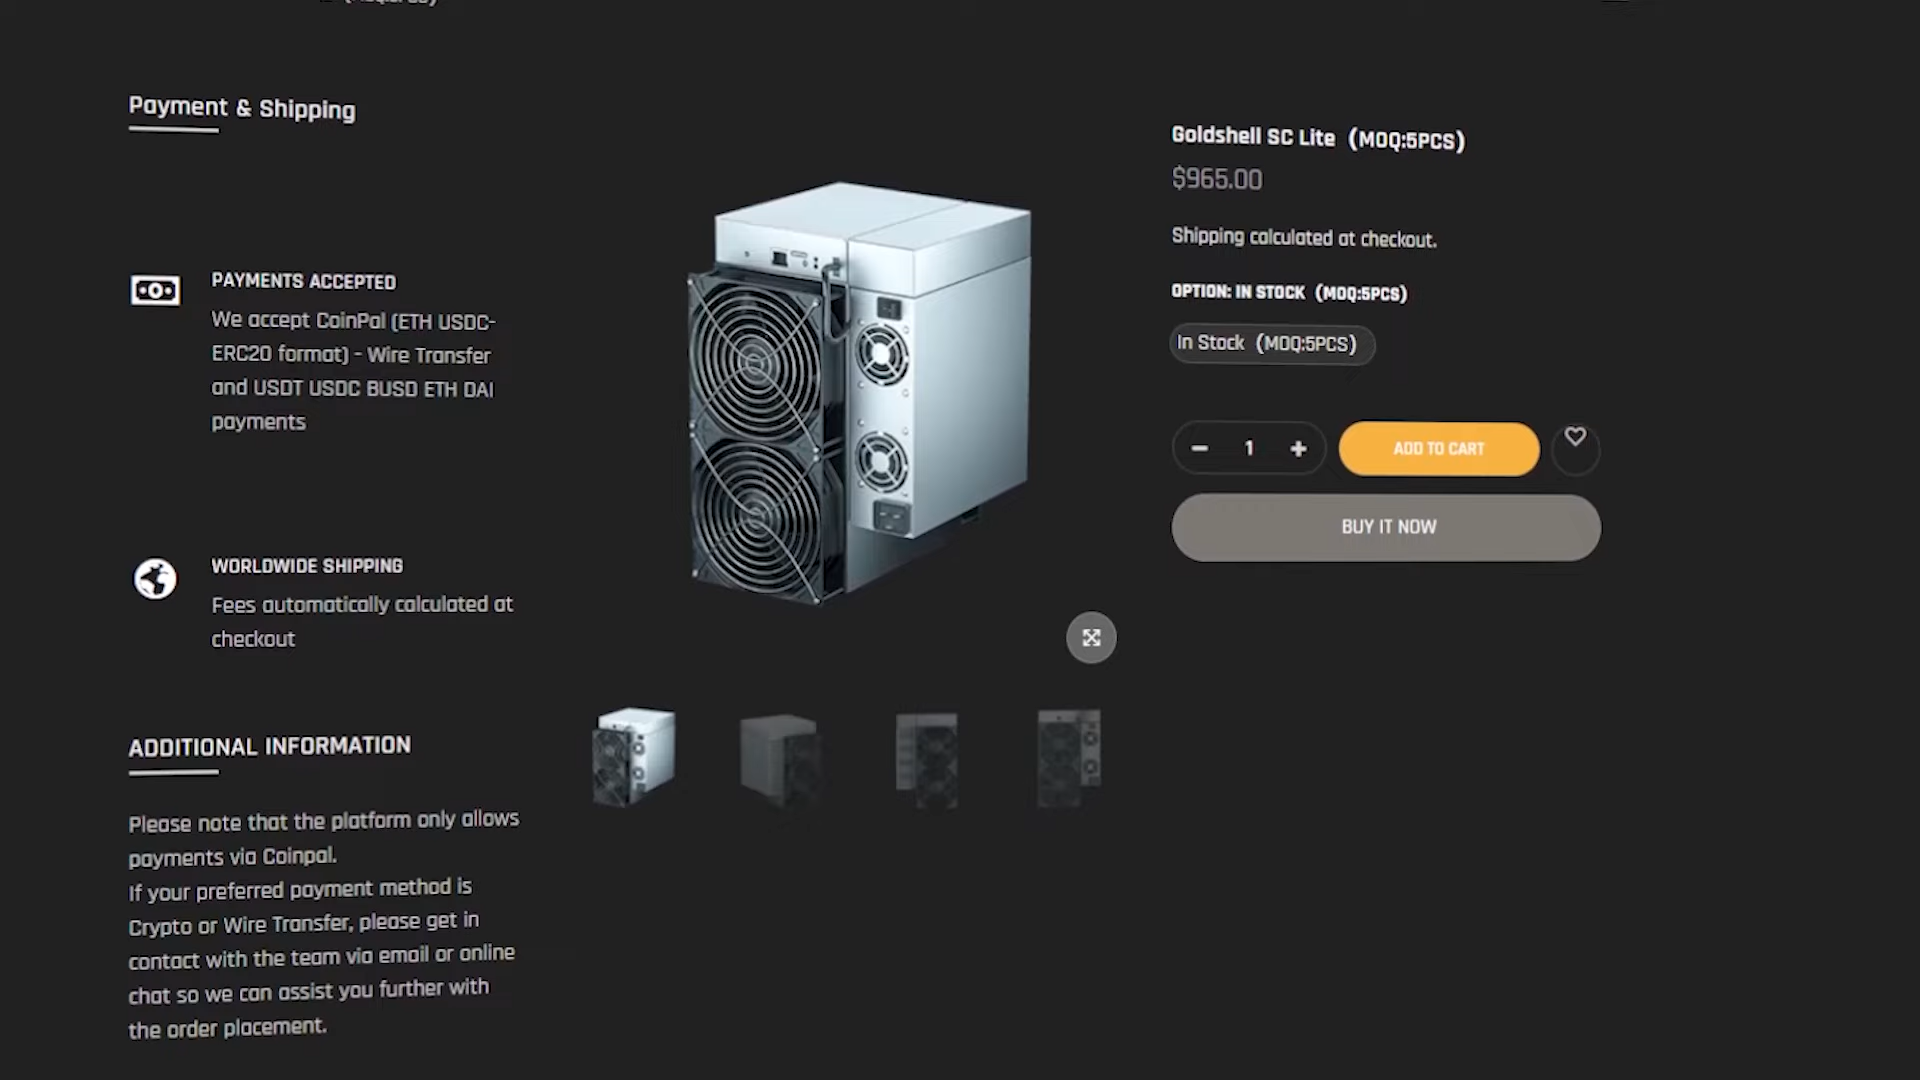 Payment & Shipping
PAYMENTS ACCEPTED
We accept CoinPal (ETH USDC-
ERC20 format) - Wire Transfer
and USDT USDC BUSD ETH DAI
payments
WORLDWIDE SHIPPING
Fees automatically calculated at
checkout
ADDITIONAL INFORMATION
Please note that the platform only allows
payments via Coinpal.
If your preferred payment method is
Crypto or Wire Transfer, please get in
contact with the team via email or online
chat so we can assist you further with
the order placement.
Goldshell SC Lite (MOQ:5PCS)
$965.00
Shipping calculated at checkout.
OPTION: IN STOCK (MOQ:5PCS)
In Stock (MOQ:5PCS)
1
ADD TO CART
BUY IT NOW